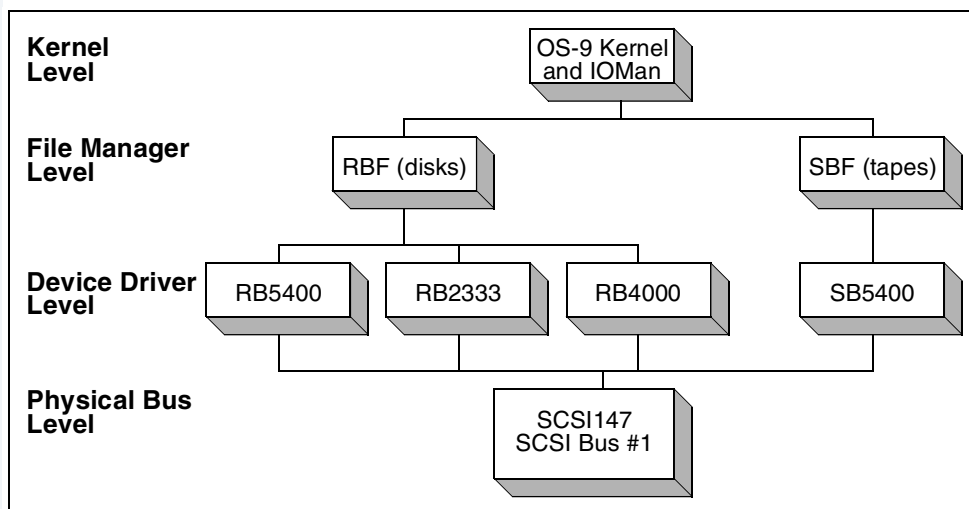 Kernel
Level
OS-9 Kernel
and IOMan
File Manager
Level
RBF (disks)
SBF (tapes)
Device Driver
Level
RB5400
RB2333
RB4000
SB5400
Physical Bus
Level
SCSI147
SCSI Bus #1